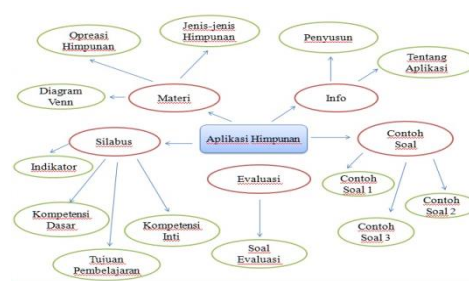 Opreasi
Himpunan
Jenis-jenis
Himpunan
Penyusun
Tentang
Aplikasi
Diagram
Venn
Materi
Info
Silabus
Aplikasi Himpunan
Contoh
Soal
Indikator
Evaluasi
Contoh
Soal 1
Contoh
Soal 2
Kompetensi
Dasar
Kompetensi
Inti
Contoh
Soal 3
Tujuan
Pembelajaran
Soal
Evaluasi